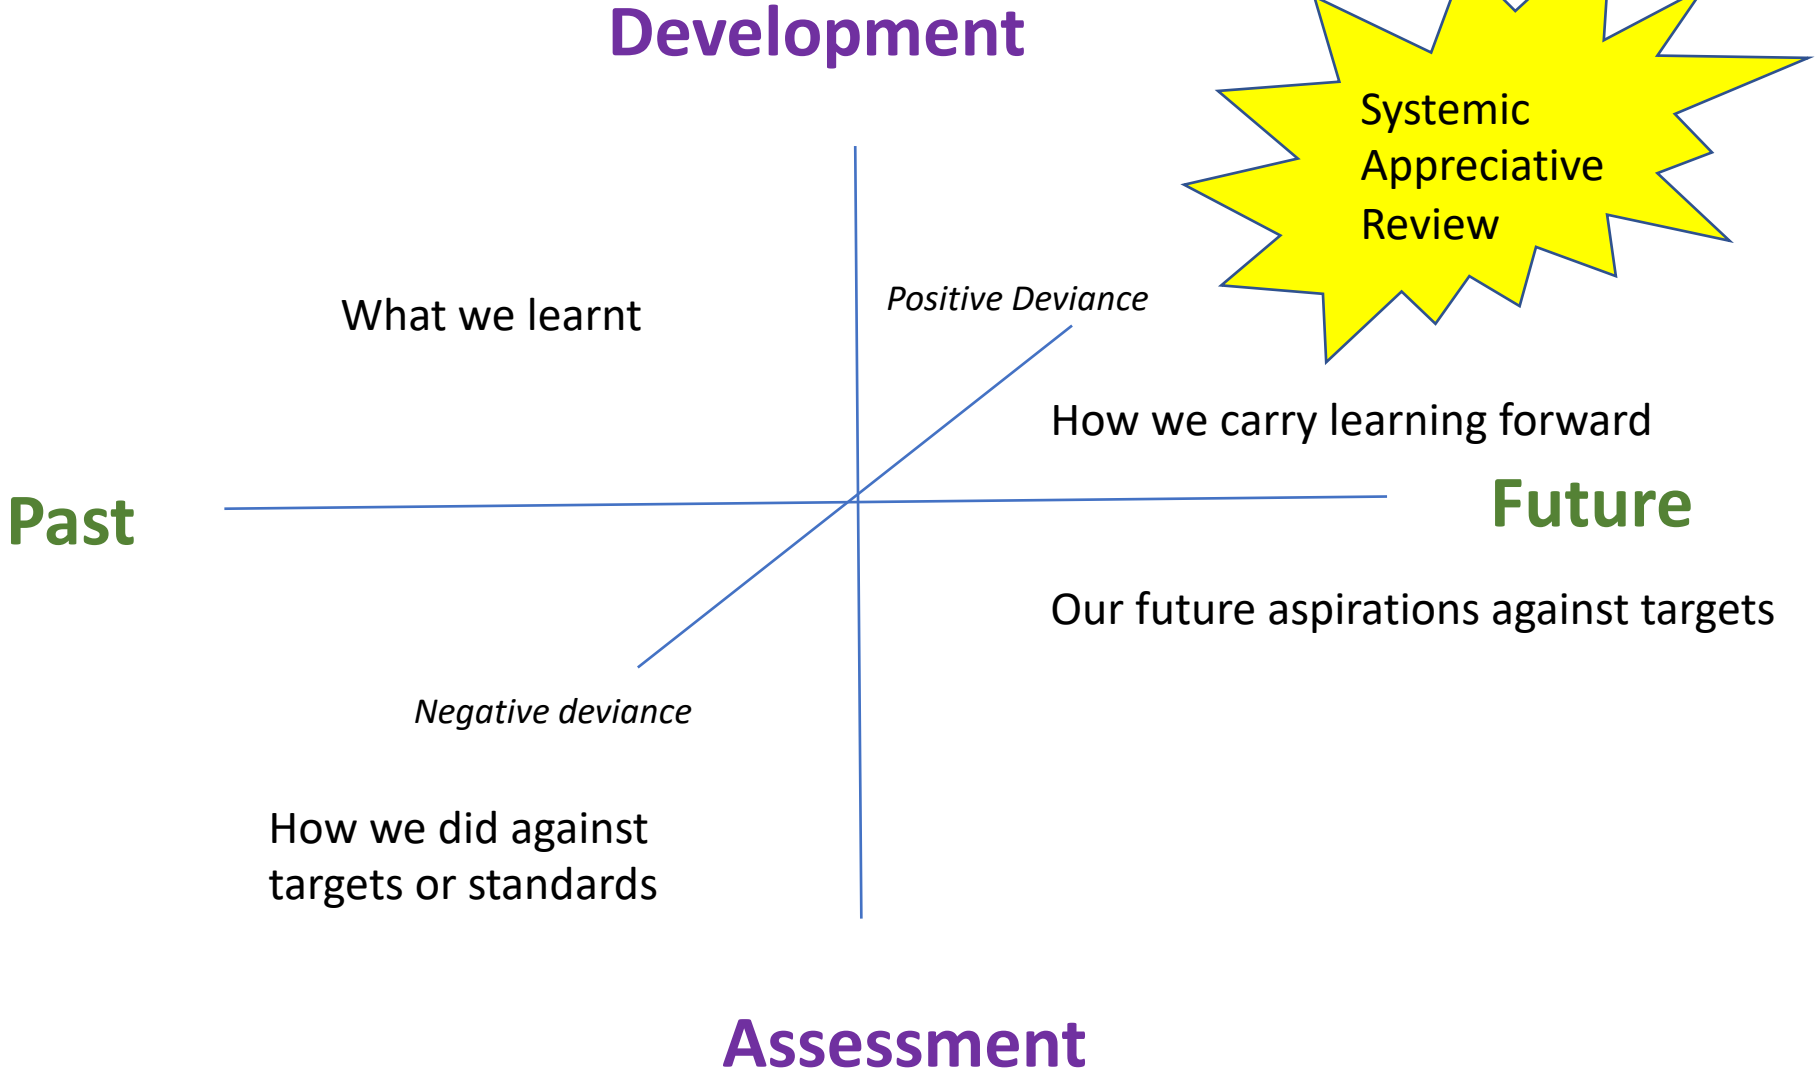 Development
Systemic
Appreciative
Review
Positive Deviance
What we learnt
How we carry learning forward
Past
Future
Our future aspirations against targets
Negative deviance
How we did against
targets or standards
Assessment